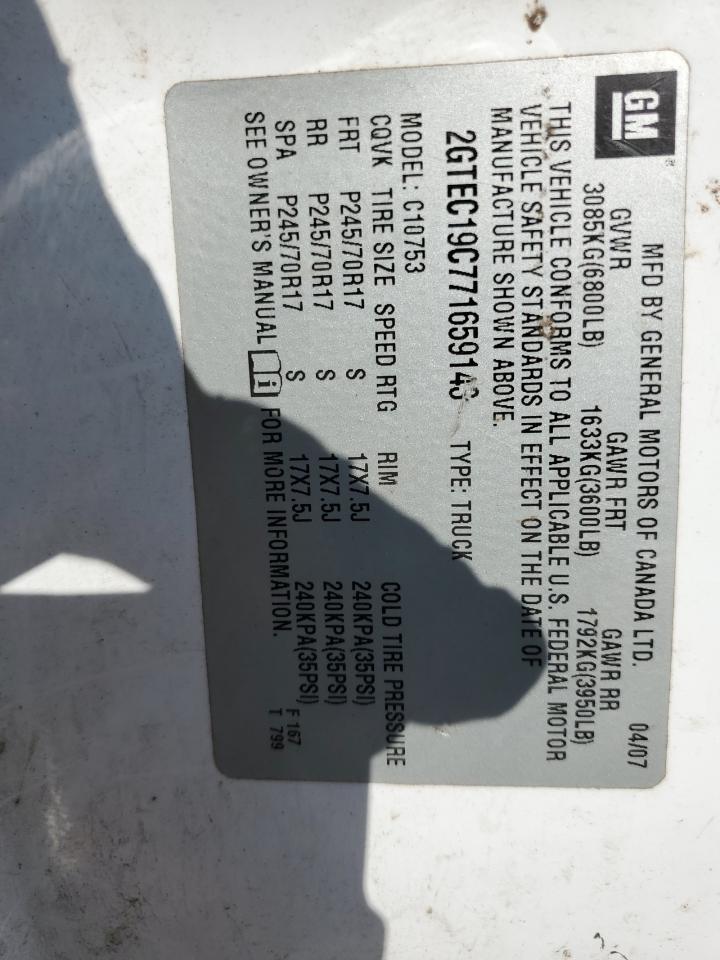 GM
MFD BY GENERAL MOTORS OF CANADA LTD. 04/07
GVWR GAWR FRT GAWR RR
3085KG(6800LB) 1633KG(3600LB) 1792KG(3950LB)
THIS VEHICLE CONFORMS TO ALL APPLICABLE U.S. FEDERAL MOTOR
VEHICLE SAFETY STANDARDS IN EFFECT ON THE DATE OF
MANUFACTURE SHOWN ABOVE.
2GTEC19C771659143 TYPE: TRUCK
MODEL: C10753
CQVK TIRE SIZE SPEED RTG RIM COLD TIRE PRESSURE
FRT P245/70R17 S 17X7.5J 240KPA(35PSI)
RR P245/70R17 S 17X7.5J 240KPA(35PSI)
SPA P245/70R17 S 17X7.5J 240KPA(35PSI)
SEE OWNER'S MANUAL i FOR MORE INFORMATION.
F 167
T 799